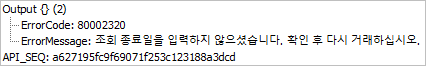 Output {} (2)
ErrorCode: 80002320
ErrorMessage: 조회 종료일을 입력하지 않으셨습니다. 확인 후 다시 거래하십시오.
API_SEQ: a627195fc9f69071f253c123188a3dcd